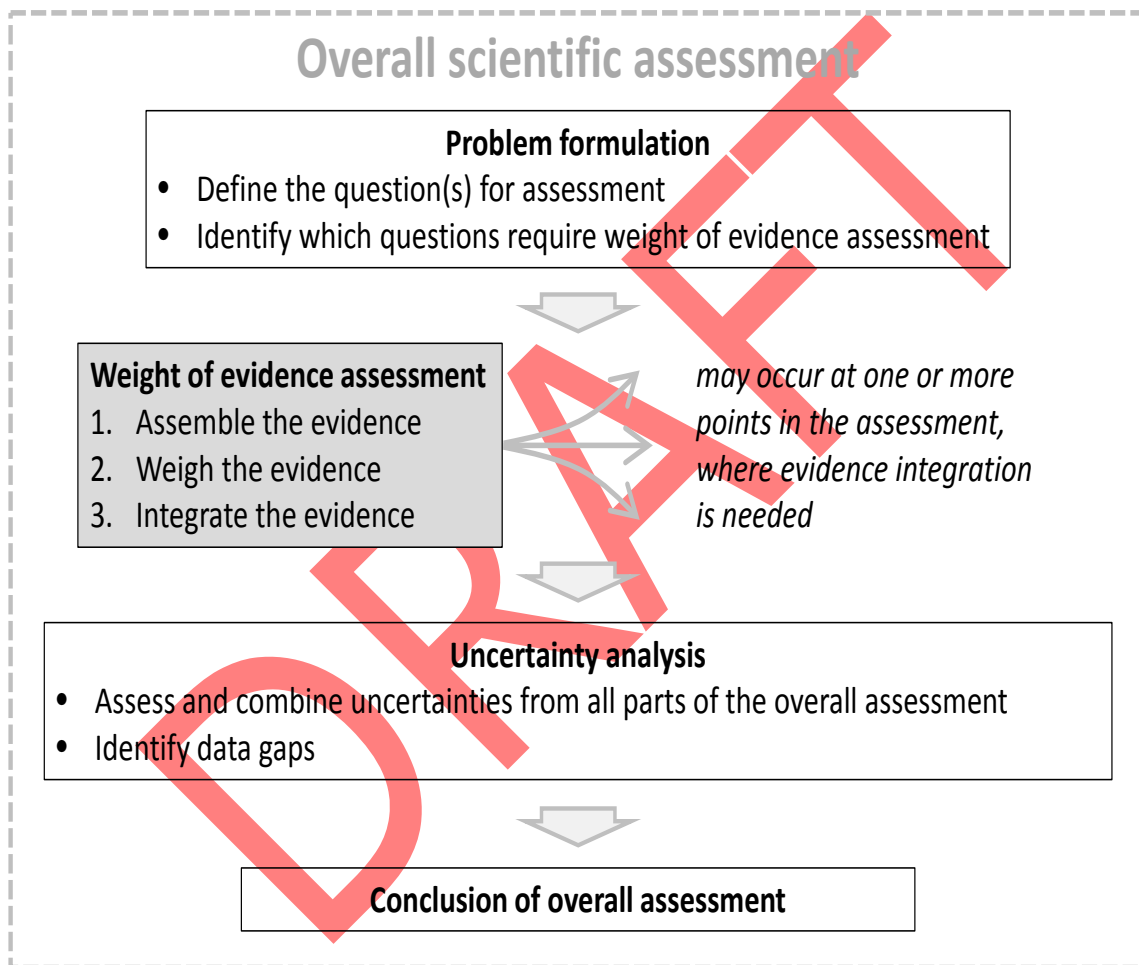 Overall scientific assessment
Problem formulation
• Define the question(s) for assessment
• Identify which questions require weight of evidence assessment
Weight of evidence assessment
1. Assemble the evidence
2. Weigh the evidence
3. Integrate the evidence
may occur at one or more
points in the assessment,
where evidence integration
is needed
Uncertainty analysis
• Assess and combine uncertainties from all parts of the overall assessment
• Identify data gaps
Conclusion of overall assessment
DRAFT